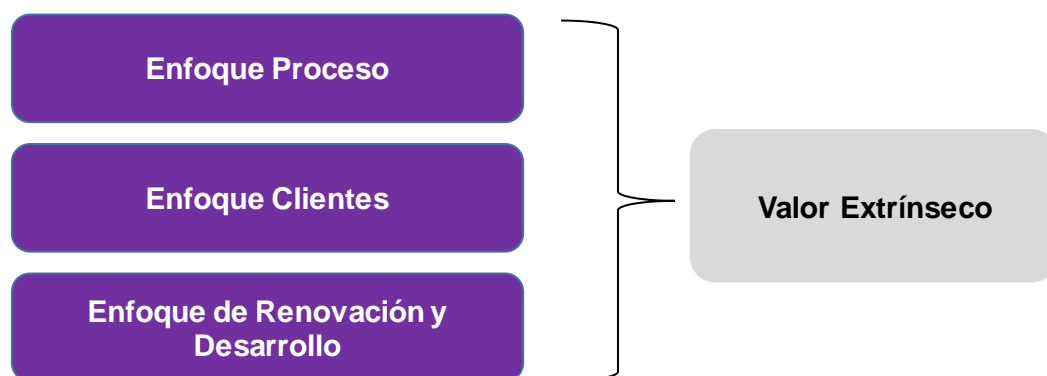 Enfoque Proceso
Enfoque Clientes
Valor Extrínseco
Enfoque de Renovación y
Desarrollo